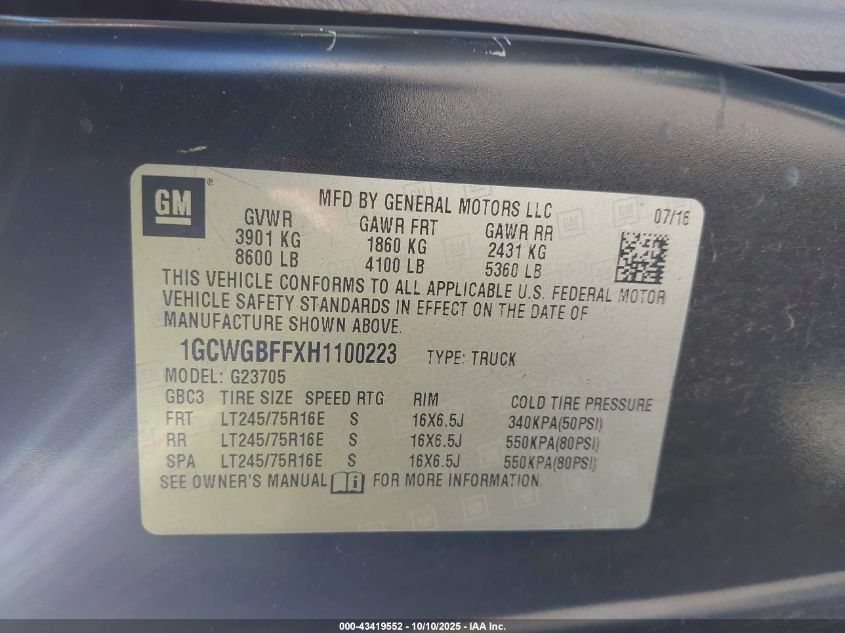 GM ®
MFD BY GENERAL MOTORS LLC 07/16
GVWR GAWR FRT GAWR RR
3901 KG 1860 KG 2431 KG
8600 LB 4100 LB 5360 LB
THIS VEHICLE CONFORMS TO ALL APPLICABLE U.S. FEDERAL MOTOR
VEHICLE SAFETY STANDARDS IN EFFECT ON THE DATE OF
MANUFACTURE SHOWN ABOVE.
1GCWGBFFXH1100223 TYPE: TRUCK
MODEL: G23705
GBC3 TIRE SIZE SPEED RTG RIM COLD TIRE PRESSURE
FRT LT245/75R16E S 16X6.5J 340KPA(50PSI)
RR LT245/75R16E S 16X6.5J 550KPA(80PSI)
SPA LT245/75R16E S 16X6.5J 550KPA(80PSI)
SEE OWNER'S MANUAL i FOR MORE INFORMATION.
000-43419552 - 10/10/2025 - IAA Inc.